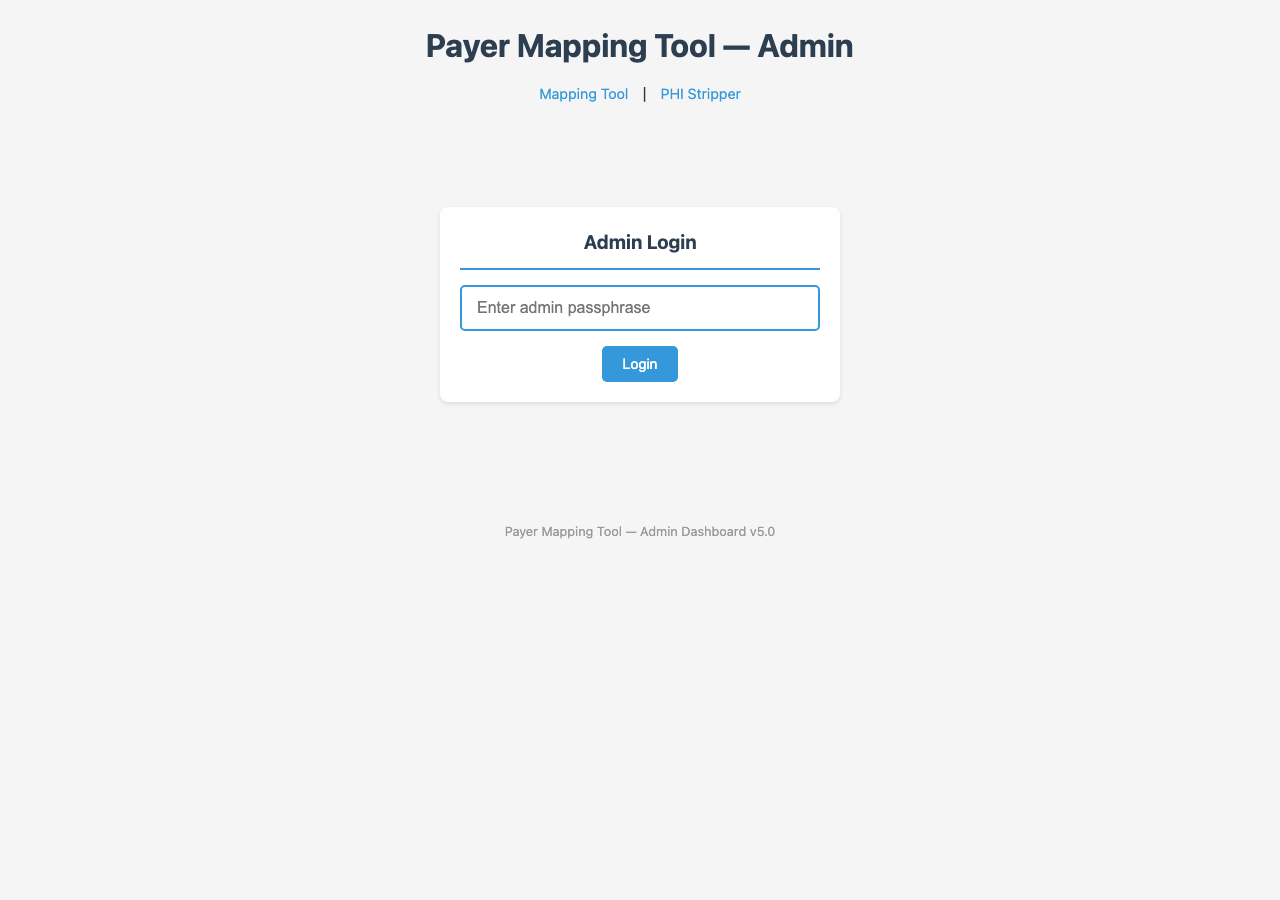 Payer Mapping Tool — Admin
Mapping Tool | PHI Stripper
Admin Login
Enter admin passphrase
Login
Payer Mapping Tool — Admin Dashboard v5.0